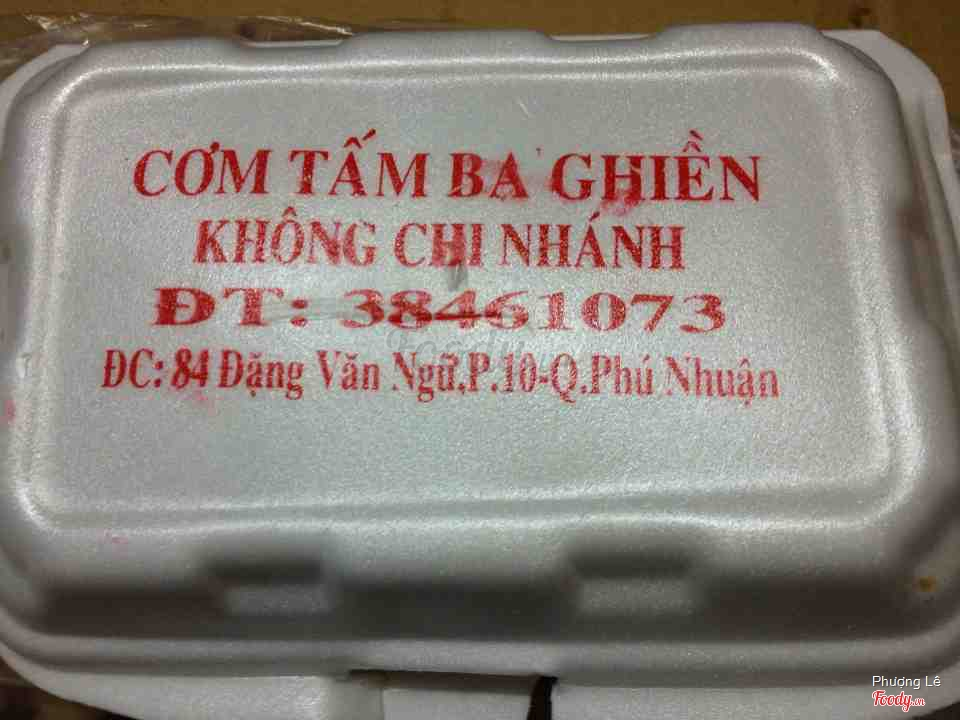 CƠM TẤM BA GHIỀN
KHÔNG CHI NHÁNH
ĐT: 38461073
ĐC: 84 Đặng Văn Ngữ,P.10-Q.Phú Nhuận
Foody
Phương Lê
Foody.vn